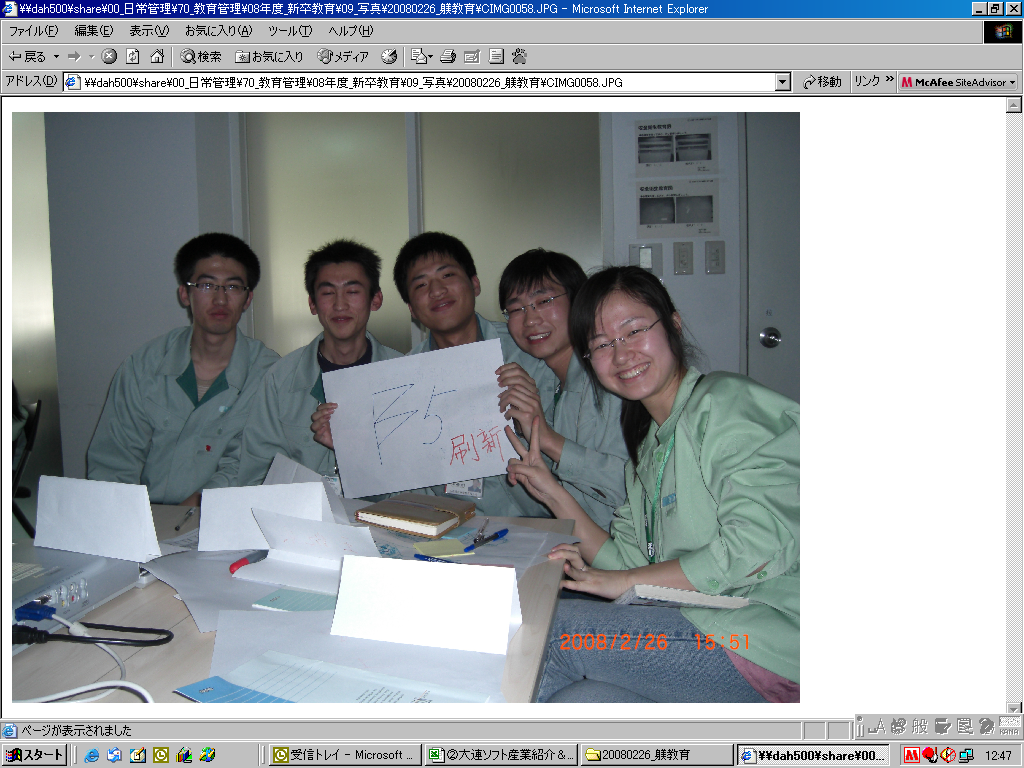 ¥¥dah500¥share¥00_日常管理¥70_教育管理¥08年度_新卒教育¥09_写真¥20080226_躾教育¥CIMG0058.JPG - Microsoft Internet Explorer
ファイル(F) 編集(E) 表示(V) お気に入り(A) ツール(T) ヘルプ(H)
戻る 検索 お気に入り メディア
アドレス(D) ¥¥dah500¥share¥00_日常管理¥70_教育管理¥08年度_新卒教育¥09_写真¥20080226_躾教育¥CIMG0058.JPG 移動 リンク » McAfee SiteAdvisor
5
刷新
2008/2/26 15:51
ページが表示されました
A 般 KANA
スタート 受信トレイ - Microsoft ... ②大連ソフト産業紹介＆... 20080226_躾教育 ¥¥dah500¥share¥00... 12:47